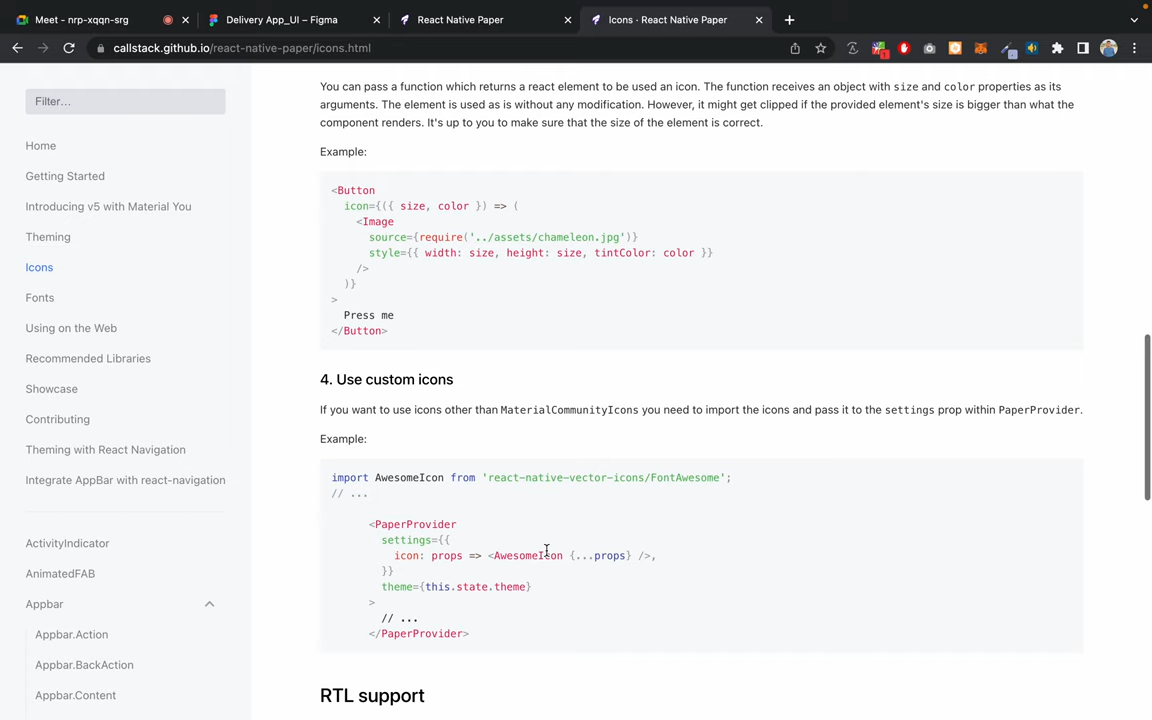 Meet - nrp-xqqn-srg
Delivery App_UI – Figma
React Native Paper
Icons · React Native Paper
callstack.github.io/react-native-paper/icons.html
Filter…
Home
Getting Started
Introducing v5 with Material You
Theming
Icons
Fonts
Using on the Web
Recommended Libraries
Showcase
Contributing
Theming with React Navigation
Integrate AppBar with react-navigation
ActivityIndicator
AnimatedFAB
Appbar
Appbar.Action
Appbar.BackAction
Appbar.Content
You can pass a function which returns a react element to be used an icon. The function receives an object with size and color properties as its
arguments. The element is used as is without any modification. However, it might get clipped if the provided element's size is bigger than what the
component renders. It's up to you to make sure that the size of the element is correct.
Example:
<Button
icon={({ size, color }) => (
<Image
source={require('../assets/chameleon.jpg')}
style={{ width: size, height: size, tintColor: color }}
/>
)}
>
Press me
</Button>
4. Use custom icons
If you want to use icons other than MaterialCommunityIcons you need to import the icons and pass it to the settings prop within PaperProvider.
Example:
import AwesomeIcon from 'react-native-vector-icons/FontAwesome';
// ...
<PaperProvider
settings={{
icon: props => <AwesomeIcon {...props} />,
}}
theme={this.state.theme}
>
// ...
</PaperProvider>
RTL support